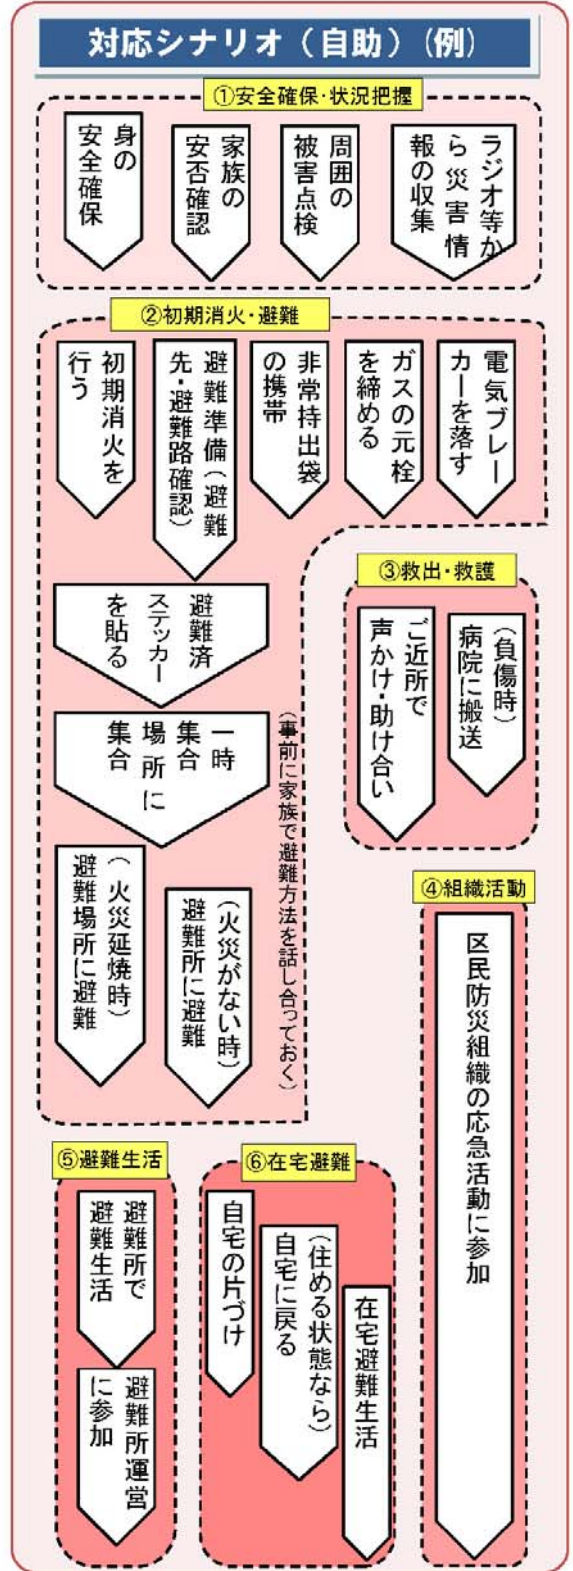 対応シナリオ（自助）（例）
①安全確保・状況把握
身の
安全確保
家族の
安否確認
周囲の
被害点検
ラジオ等か
ら災害情
報の収集
②初期消火・避難
初期消火を
行う
避難準備（避難
先・避難路確認）
非常持出袋
の携帯
ガスの元栓
を締める
電気ブレー
カーを落す
避難済
ステッカー
を貼る
一時
集合
場所に
集合
（事前に家族で避難方法を話し合っておく）
（火災延焼時）
避難場所に避難
（火災がない時）
避難所に避難
③救出・救護
ご近所で
声かけ・助け合い
（負傷時）
病院に搬送
④組織活動
区民防災組織の応急活動に参加
⑤避難生活
避難所で
避難生活
避難所運営
に参加
⑥在宅避難
自宅の片づけ
（住める状態なら）
自宅に戻る
在宅避難生活